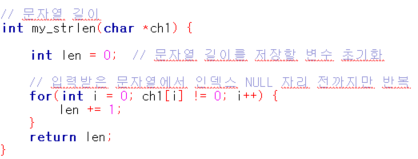 // 문자열 길이
int my_strlen(char *ch1) {
int len = 0;  // 문자열 길이를 저장할 변수 초기화
// 입력받은 문자열에서 인덱스 NULL 자리 전까지만 반복
for(int i = 0; ch1[i] != 0; i++) {
len += 1;
}
return len;
}